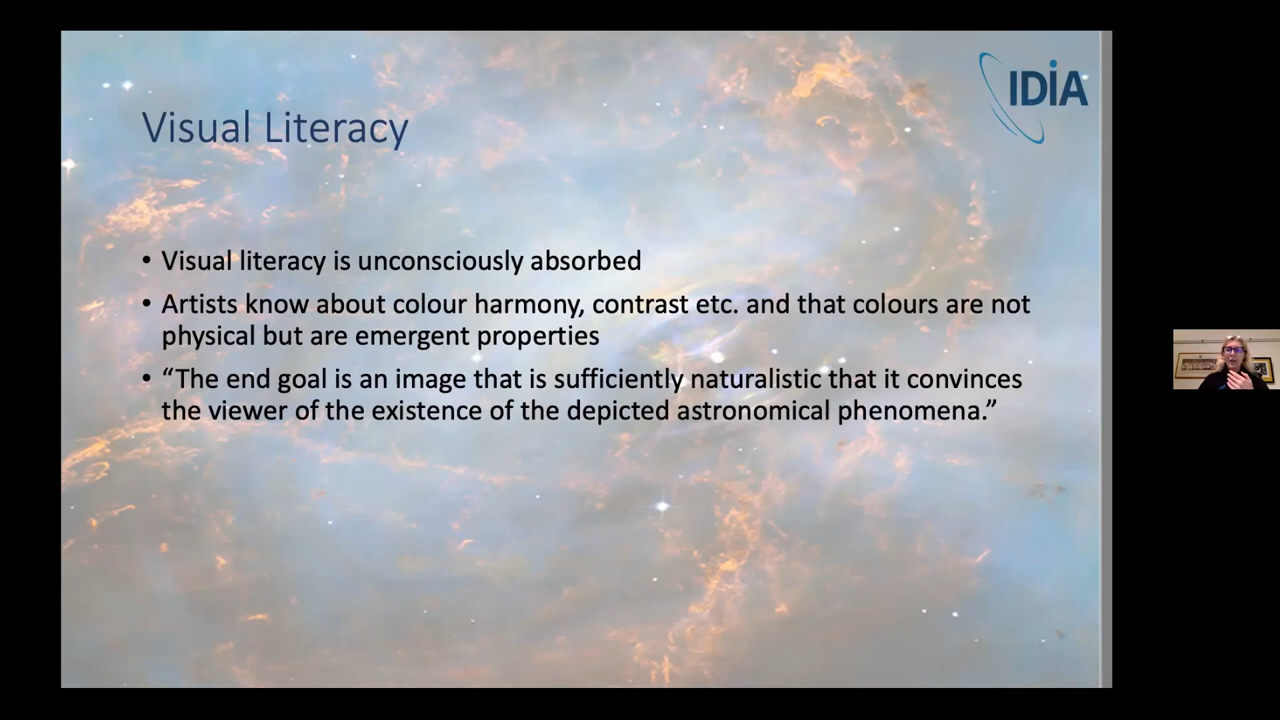 IDIA
Visual Literacy
• Visual literacy is unconsciously absorbed
• Artists know about colour harmony, contrast etc. and that colours are not
physical but are emergent properties
• “The end goal is an image that is sufficiently naturalistic that it convinces
the viewer of the existence of the depicted astronomical phenomena.”